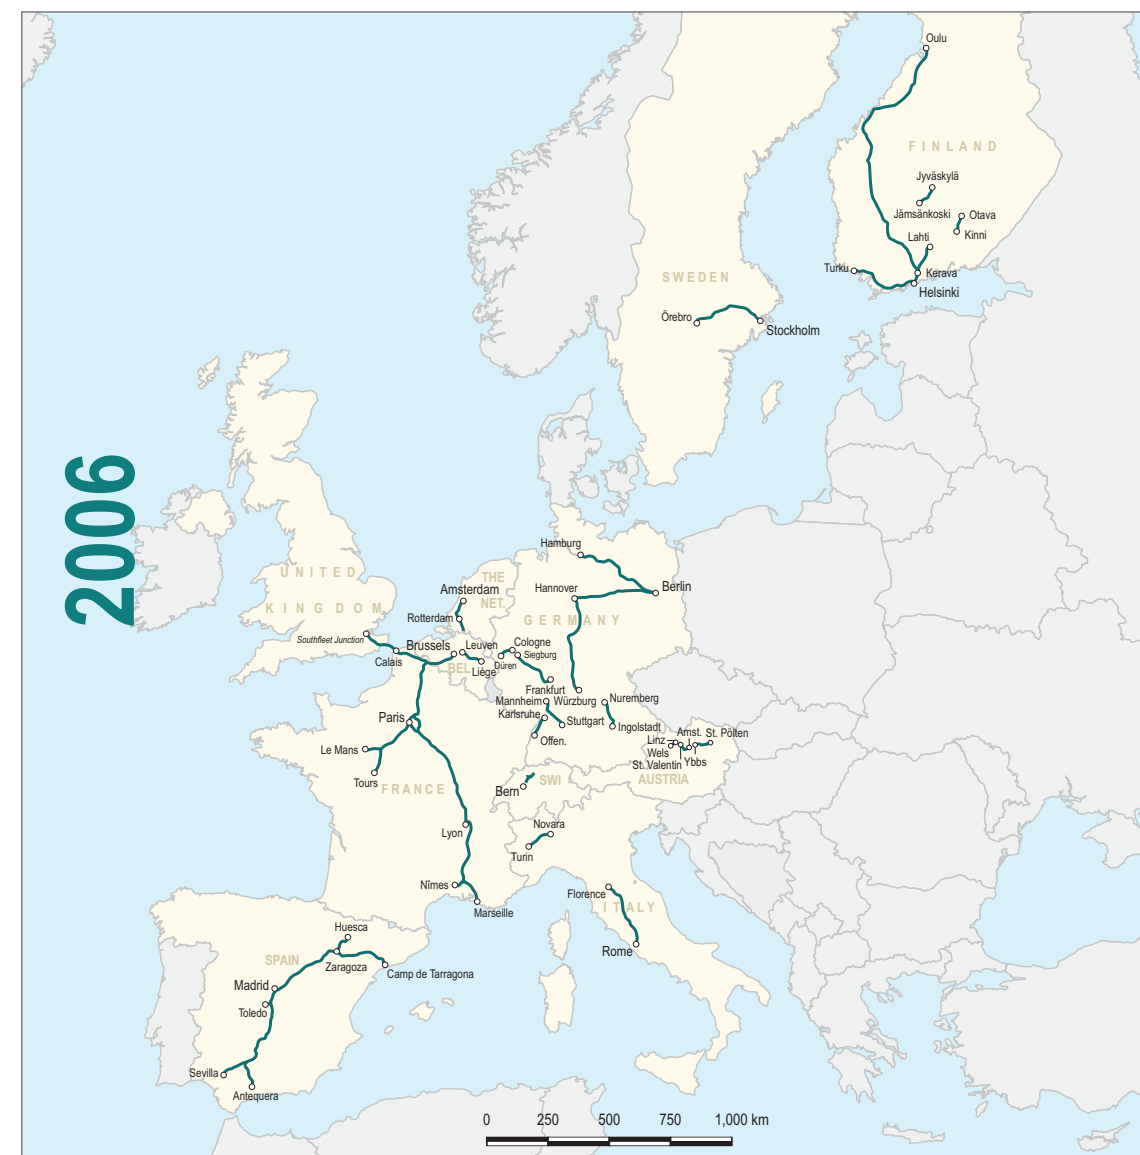 Oulu
FINLAND
Jyväskylä
Jämsänkoski
Otava
Kinni
Lahti
Turku
Kerava
Helsinki
SWEDEN
Örebro
Stockholm
2006
UNITED
KINGDOM
Southfleet Junction
Calais
Hamburg
Hannover
Berlin
GERMANY
THE
NET.
Amsterdam
Rotterdam
Brussels
Leuven
BEL
Liège
Cologne
Siegburg
Düren
Frankfurt
Mannheim
Würzburg
Nuremberg
Karlsruhe
Stuttgart
Ingolstadt
Offen.
Paris
Le Mans
Tours
FRANCE
Linz
Amst.
St. Pölten
Wels
St. Valentin
Ybbs
AUSTRIA
Bern
SWI
Lyon
Novara
Turin
Nîmes
Marseille
Florence
ITALY
Rome
Huesca
SPAIN
Zaragoza
Camp de Tarragona
Madrid
Toledo
Sevilla
Antequera
0 250 500 750 1,000 km